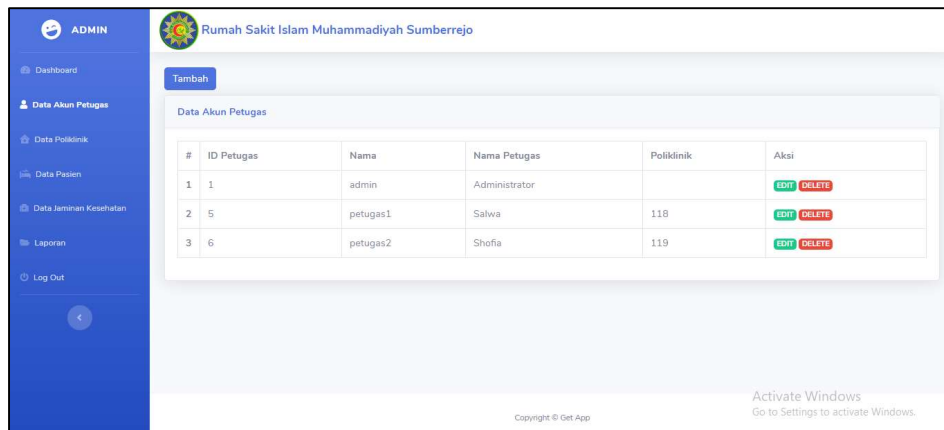 ADMIN
Rumah Sakit Islam Muhammadiyah Sumberrejo
Dashboard
Data Akun Petugas
Data Poliklinik
Data Pasien
Data Jaminan Kesehatan
Laporan
Log Out
Tambah
Data Akun Petugas
# ID Petugas Nama Nama Petugas Poliklinik Aksi
1 1 admin Administrator EDIT DELETE
2 5 petugas1 Salwa 118 EDIT DELETE
3 6 petugas2 Shofia 119 EDIT DELETE
Activate Windows
Go to Settings to activate Windows.
Copyright © Get App